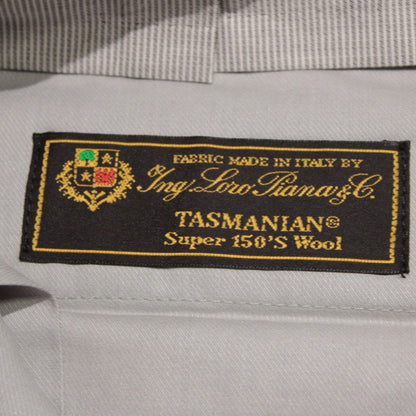 FABRIC MADE IN ITALY BY
Ing. Loro Piana & C.
TASMANIAN®
Super 150'S Wool